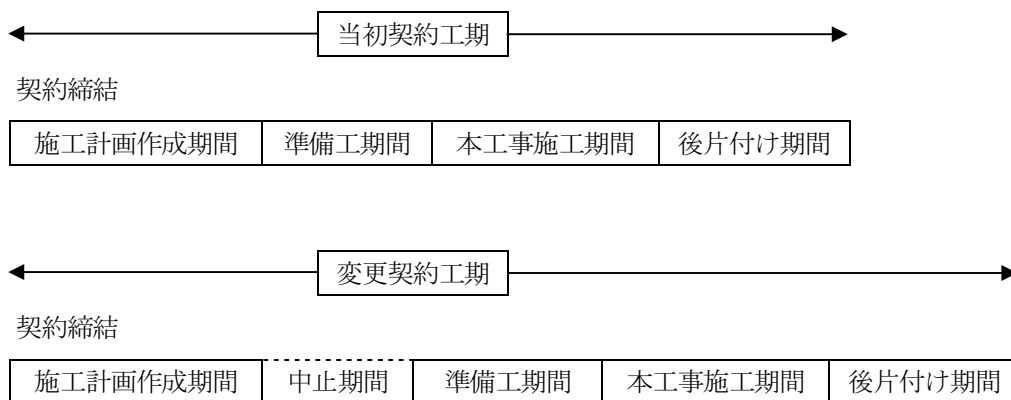 当初契約工期
契約締結
施工計画作成期間 準備工期間 本工事施工期間 後片付け期間
変更契約工期
契約締結
施工計画作成期間 中止期間 準備工期間 本工事施工期間 後片付け期間